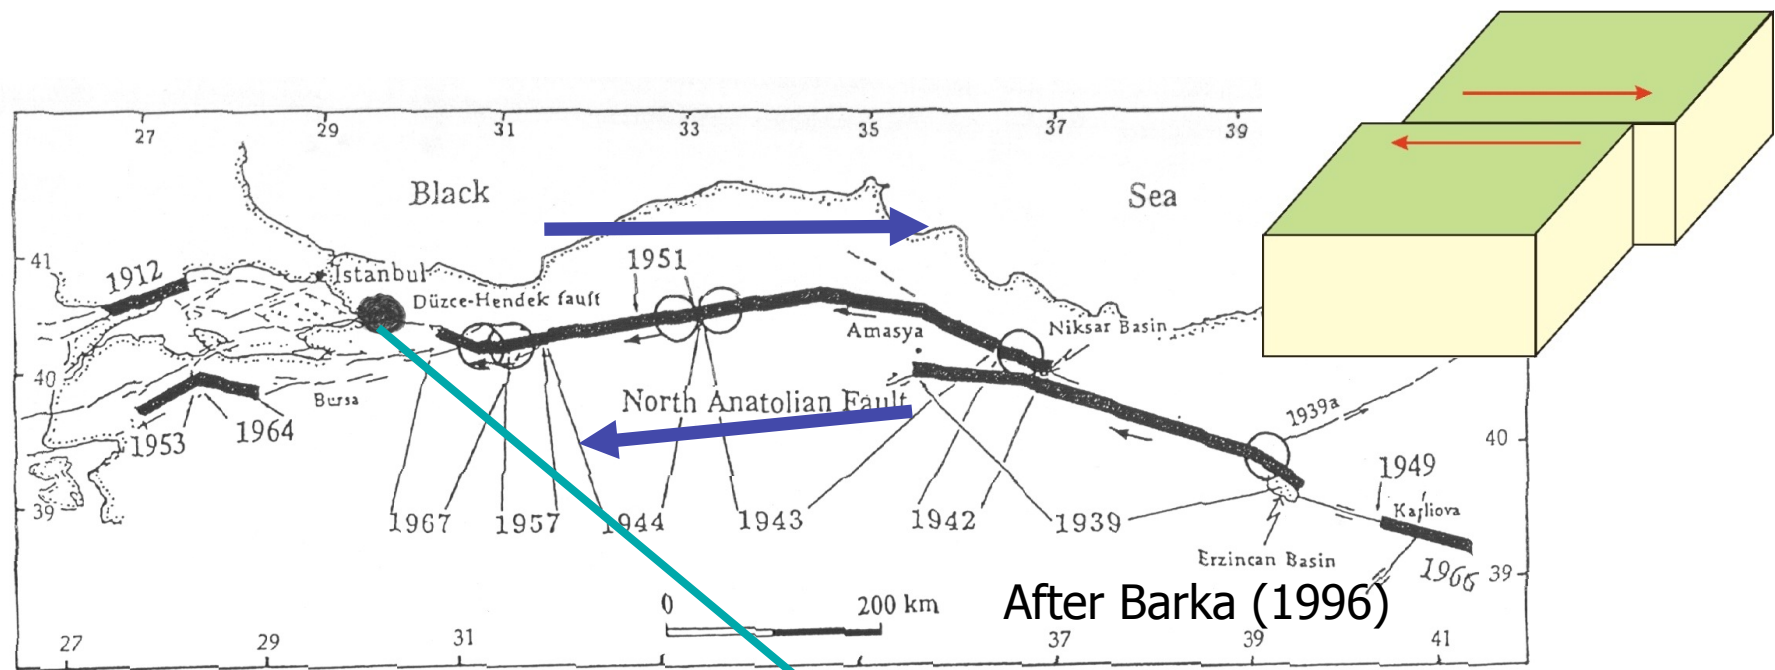 27 29 31 33 35 37 39
Black Sea
41
1912
Istanbul
1951
Düzce-Hendek fault
Amasya
Niksar Basin
40
Bursa
North Anatolian Fault
1939a
1953 1964
40
1949
39
1967 1957 1944 1943 1942 1939
Kaŕliova
Erzincan Basin
1966
39
0 200 km
After Barka (1996)
27 29 31 37 39 41